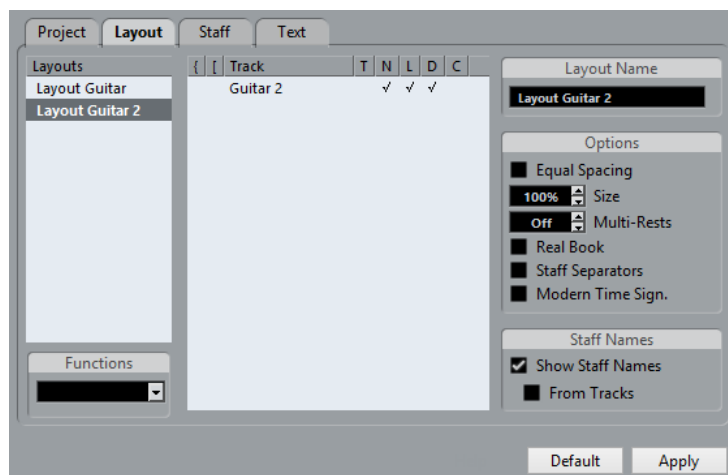 Project Layout Staff Text
Layouts
Layout Guitar
Layout Guitar 2
Functions
{ [ Track T N L D C
Guitar 2 √ √ √
Layout Name
Layout Guitar 2
Options
Equal Spacing
100% Size
Off Multi-Rests
Real Book
Staff Separators
Modern Time Sign.
Staff Names
Show Staff Names
From Tracks
Default Apply